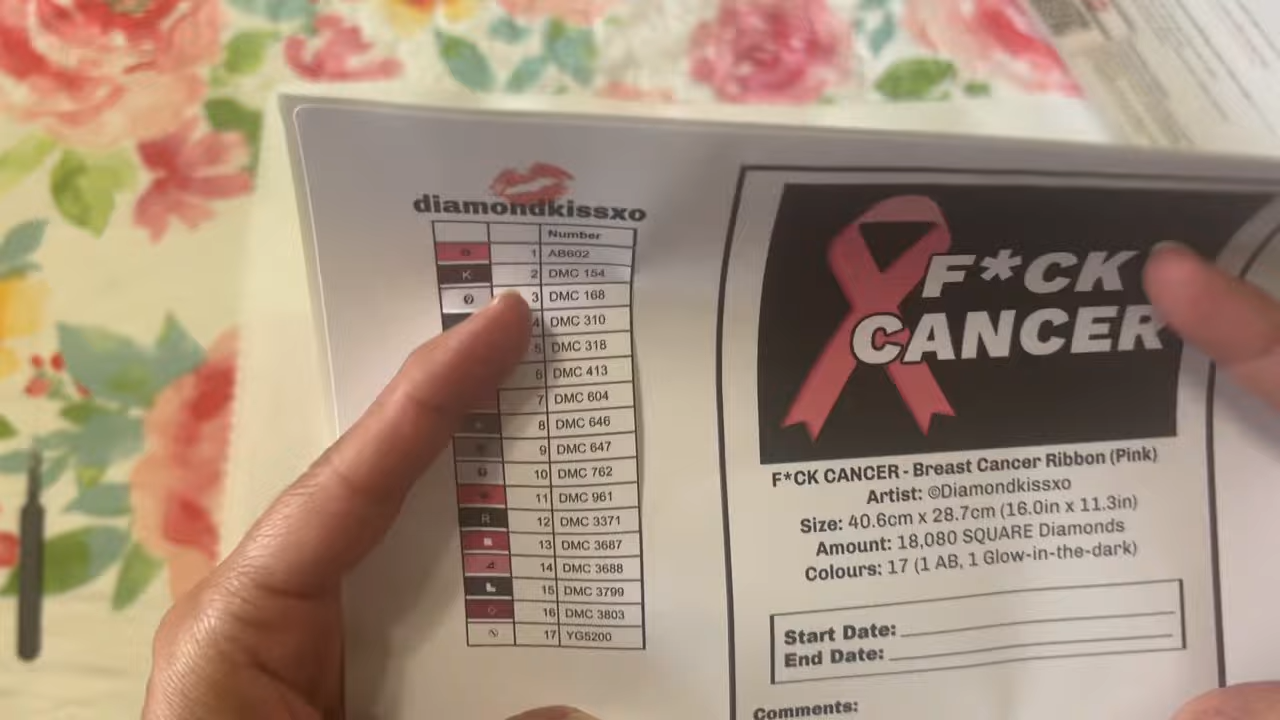 diamondkissxo
Number
1 AB602
K 2 DMC 154
3 DMC 168
4 DMC 310
5 DMC 318
6 DMC 413
7 DMC 604
8 DMC 646
9 DMC 647
10 DMC 762
11 DMC 961
R 12 DMC 3371
13 DMC 3687
14 DMC 3688
15 DMC 3799
16 DMC 3803
17 YG5200
F*CK
CANCER
F*CK CANCER - Breast Cancer Ribbon (Pink)
Artist: ©Diamondkissxo
Size: 40.6cm x 28.7cm (16.0in x 11.3in)
Amount: 18,080 SQUARE Diamonds
Colours: 17 (1 AB, 1 Glow-in-the-dark)
Start Date:
End Date:
Comments: